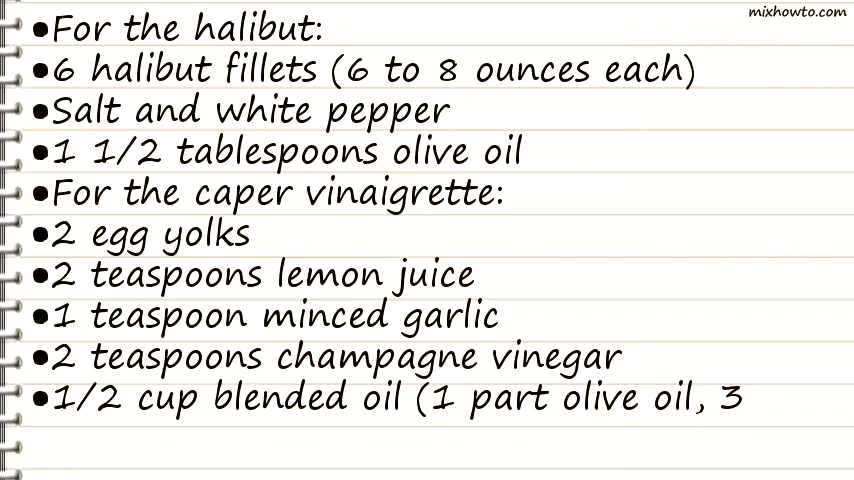 mixhowto.com
•For the halibut:
•6 halibut fillets (6 to 8 ounces each)
•Salt and white pepper
•1 1/2 tablespoons olive oil
•For the caper vinaigrette:
•2 egg yolks
•2 teaspoons lemon juice
•1 teaspoon minced garlic
•2 teaspoons champagne vinegar
•1/2 cup blended oil (1 part olive oil, 3